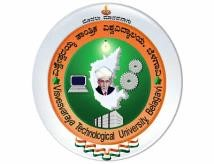 ವಿಶ್ವೇಶ್ವರಯ್ಯ ತಾಂತ್ರಿಕ ವಿಶ್ವವಿದ್ಯಾಲಯ, ಬೆಳಗಾವಿ
Visvesvaraya Technological University, Belagavi